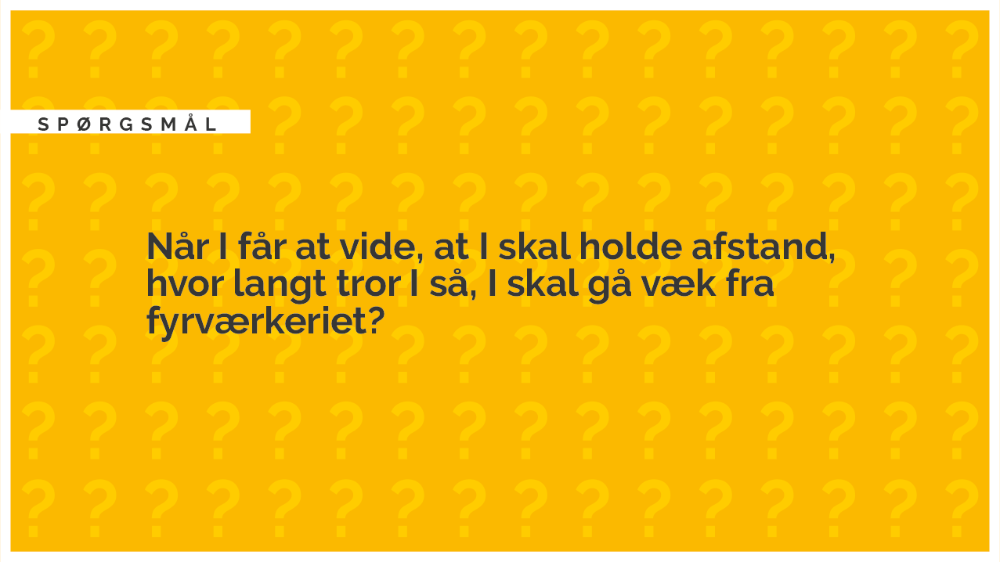 SPØRGSMÅL
Når I får at vide, at I skal holde afstand,
hvor langt tror I så, I skal gå væk fra
fyrværkeriet?